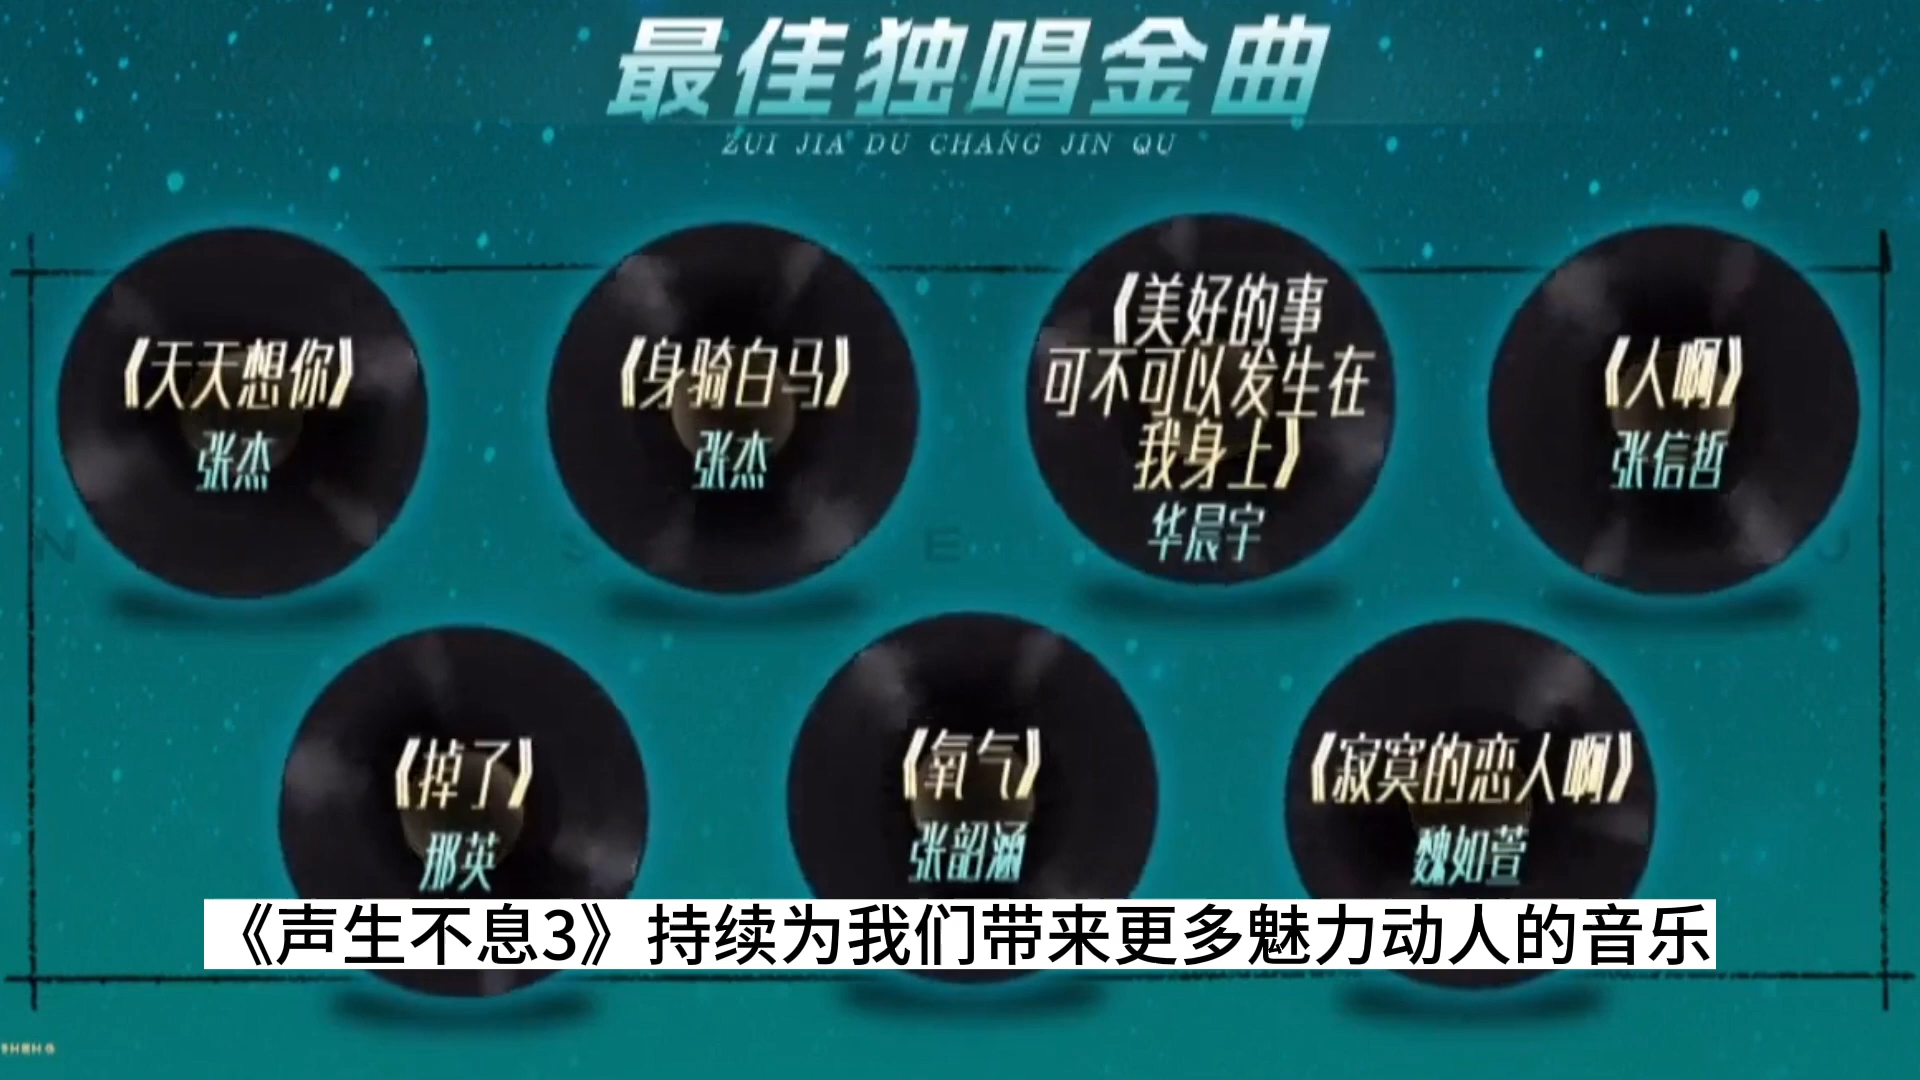 最佳独唱金曲
ZUI JIA DU CHANG JIN QU
《天天想你》
张杰
《身骑白马》
张杰
《美好的事
可不可以发生在
我身上》
华晨宇
《人啊》
张信哲
《掉了》
那英
《氧气》
张韶涵
《寂寞的恋人啊》
魏如萱
《声生不息3》持续为我们带来更多魅力动人的音乐
SHENG